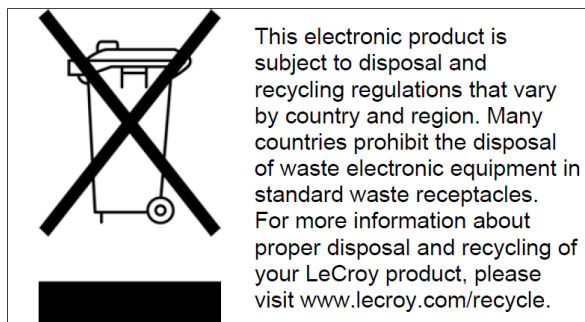 This electronic product is
subject to disposal and
recycling regulations that vary
by country and region. Many
countries prohibit the disposal
of waste electronic equipment in
standard waste receptacles.
For more information about
proper disposal and recycling of
your LeCroy product, please
visit www.lecroy.com/recycle.